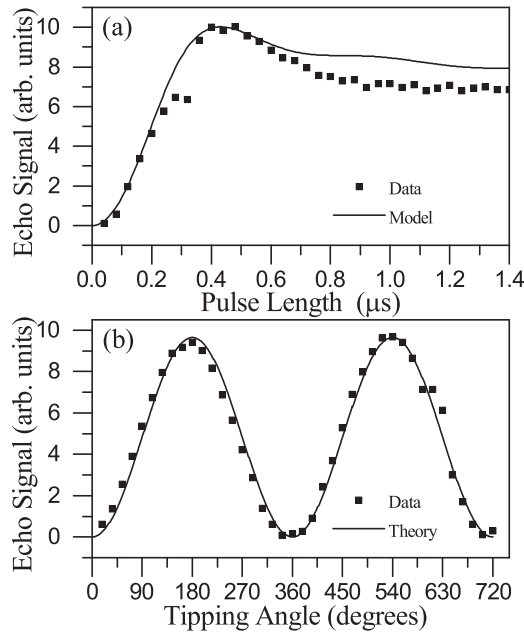 (a)
Echo Signal (arb. units)
10
8
6
4
2
0
Data
Model
0.0 0.2 0.4 0.6 0.8 1.0 1.2 1.4
Pulse Length (μs)
(b)
Echo Signal (arb. units)
10
8
6
4
2
0
Data
Theory
0 90 180 270 360 450 540 630 720
Tipping Angle (degrees)